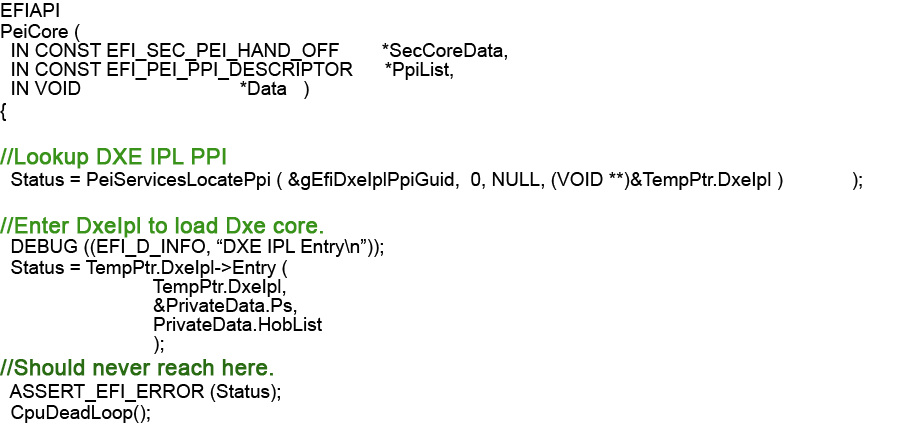 EFIAPI
PeiCore (
IN CONST EFI_SEC_PEI_HAND_OFF *SecCoreData,
IN CONST EFI_PEI_PPI_DESCRIPTOR *PpiList,
IN VOID *Data )
{
//Lookup DXE IPL PPI
Status = PeiServicesLocatePpi ( &gEfiDxeIplPpiGuid, 0, NULL, (VOID **)&TempPtr.DxeIpl ) );
//Enter DxeIpl to load Dxe core.
DEBUG ((EFI_D_INFO, “DXE IPL Entry\n”));
Status = TempPtr.DxeIpl->Entry (
TempPtr.DxeIpl,
&PrivateData.Ps,
PrivateData.HobList
);
//Should never reach here.
ASSERT_EFI_ERROR (Status);
CpuDeadLoop();